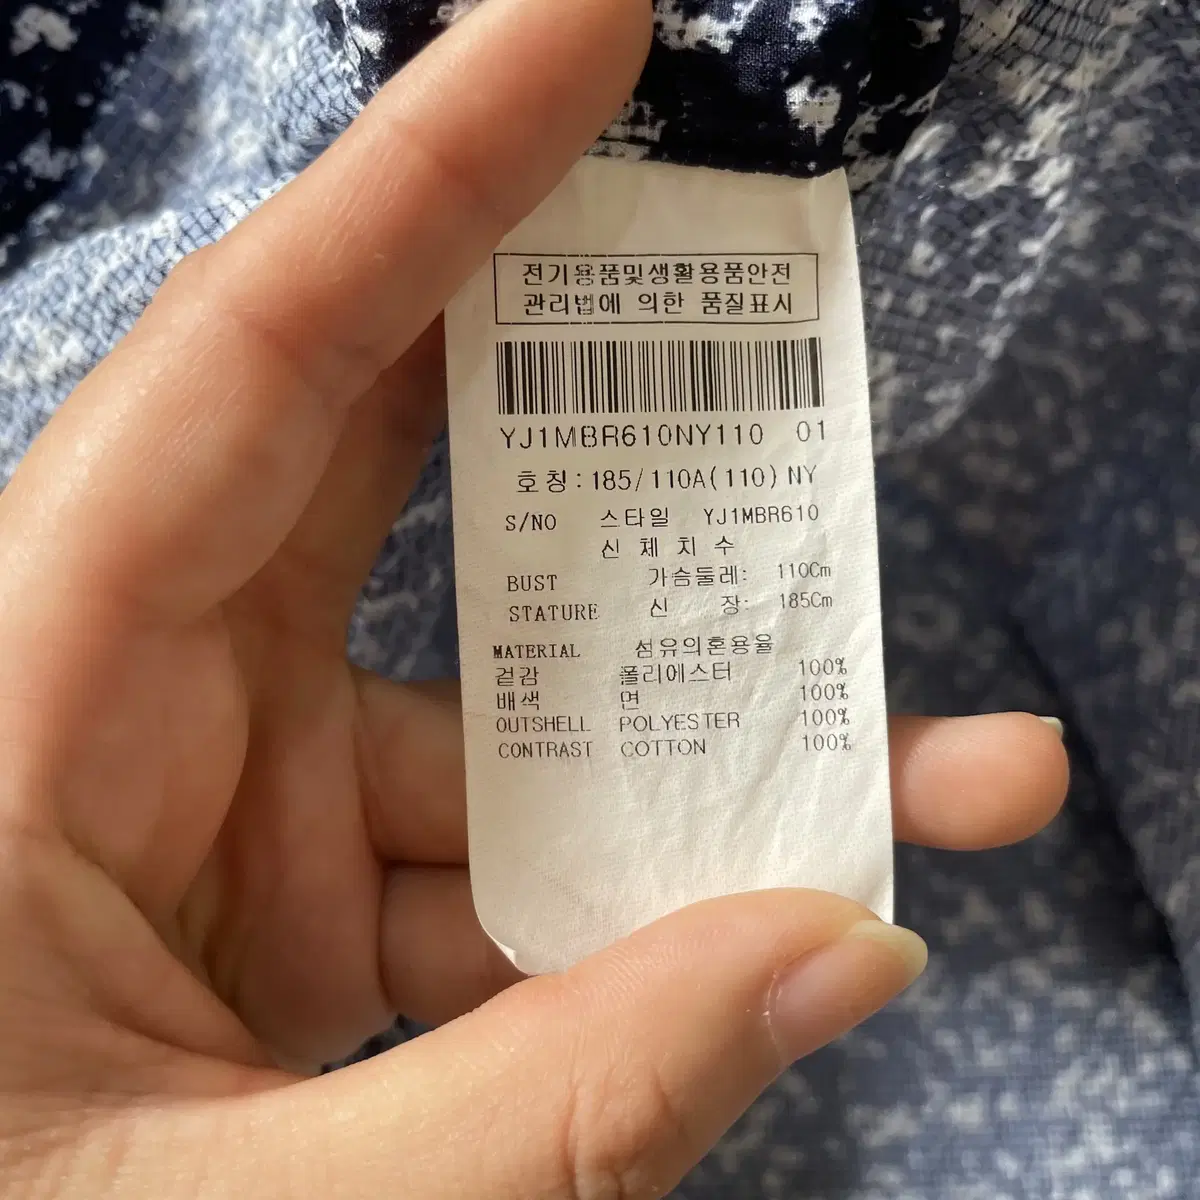 전기용품및생활용품안전
관리법에 의한 품질표시
YJ1MBR610NY110 01
호칭:185/110A(110)NY
S/NO 스타일 YJ1MBR610
신체치수
BUST 가슴둘레: 110Cm
STATURE 신 장: 185Cm
MATERIAL 섬유의혼용율
겉감 폴리에스터 100%
배색 면 100%
OUTSHELL POLYESTER 100%
CONTRAST COTTON 100%